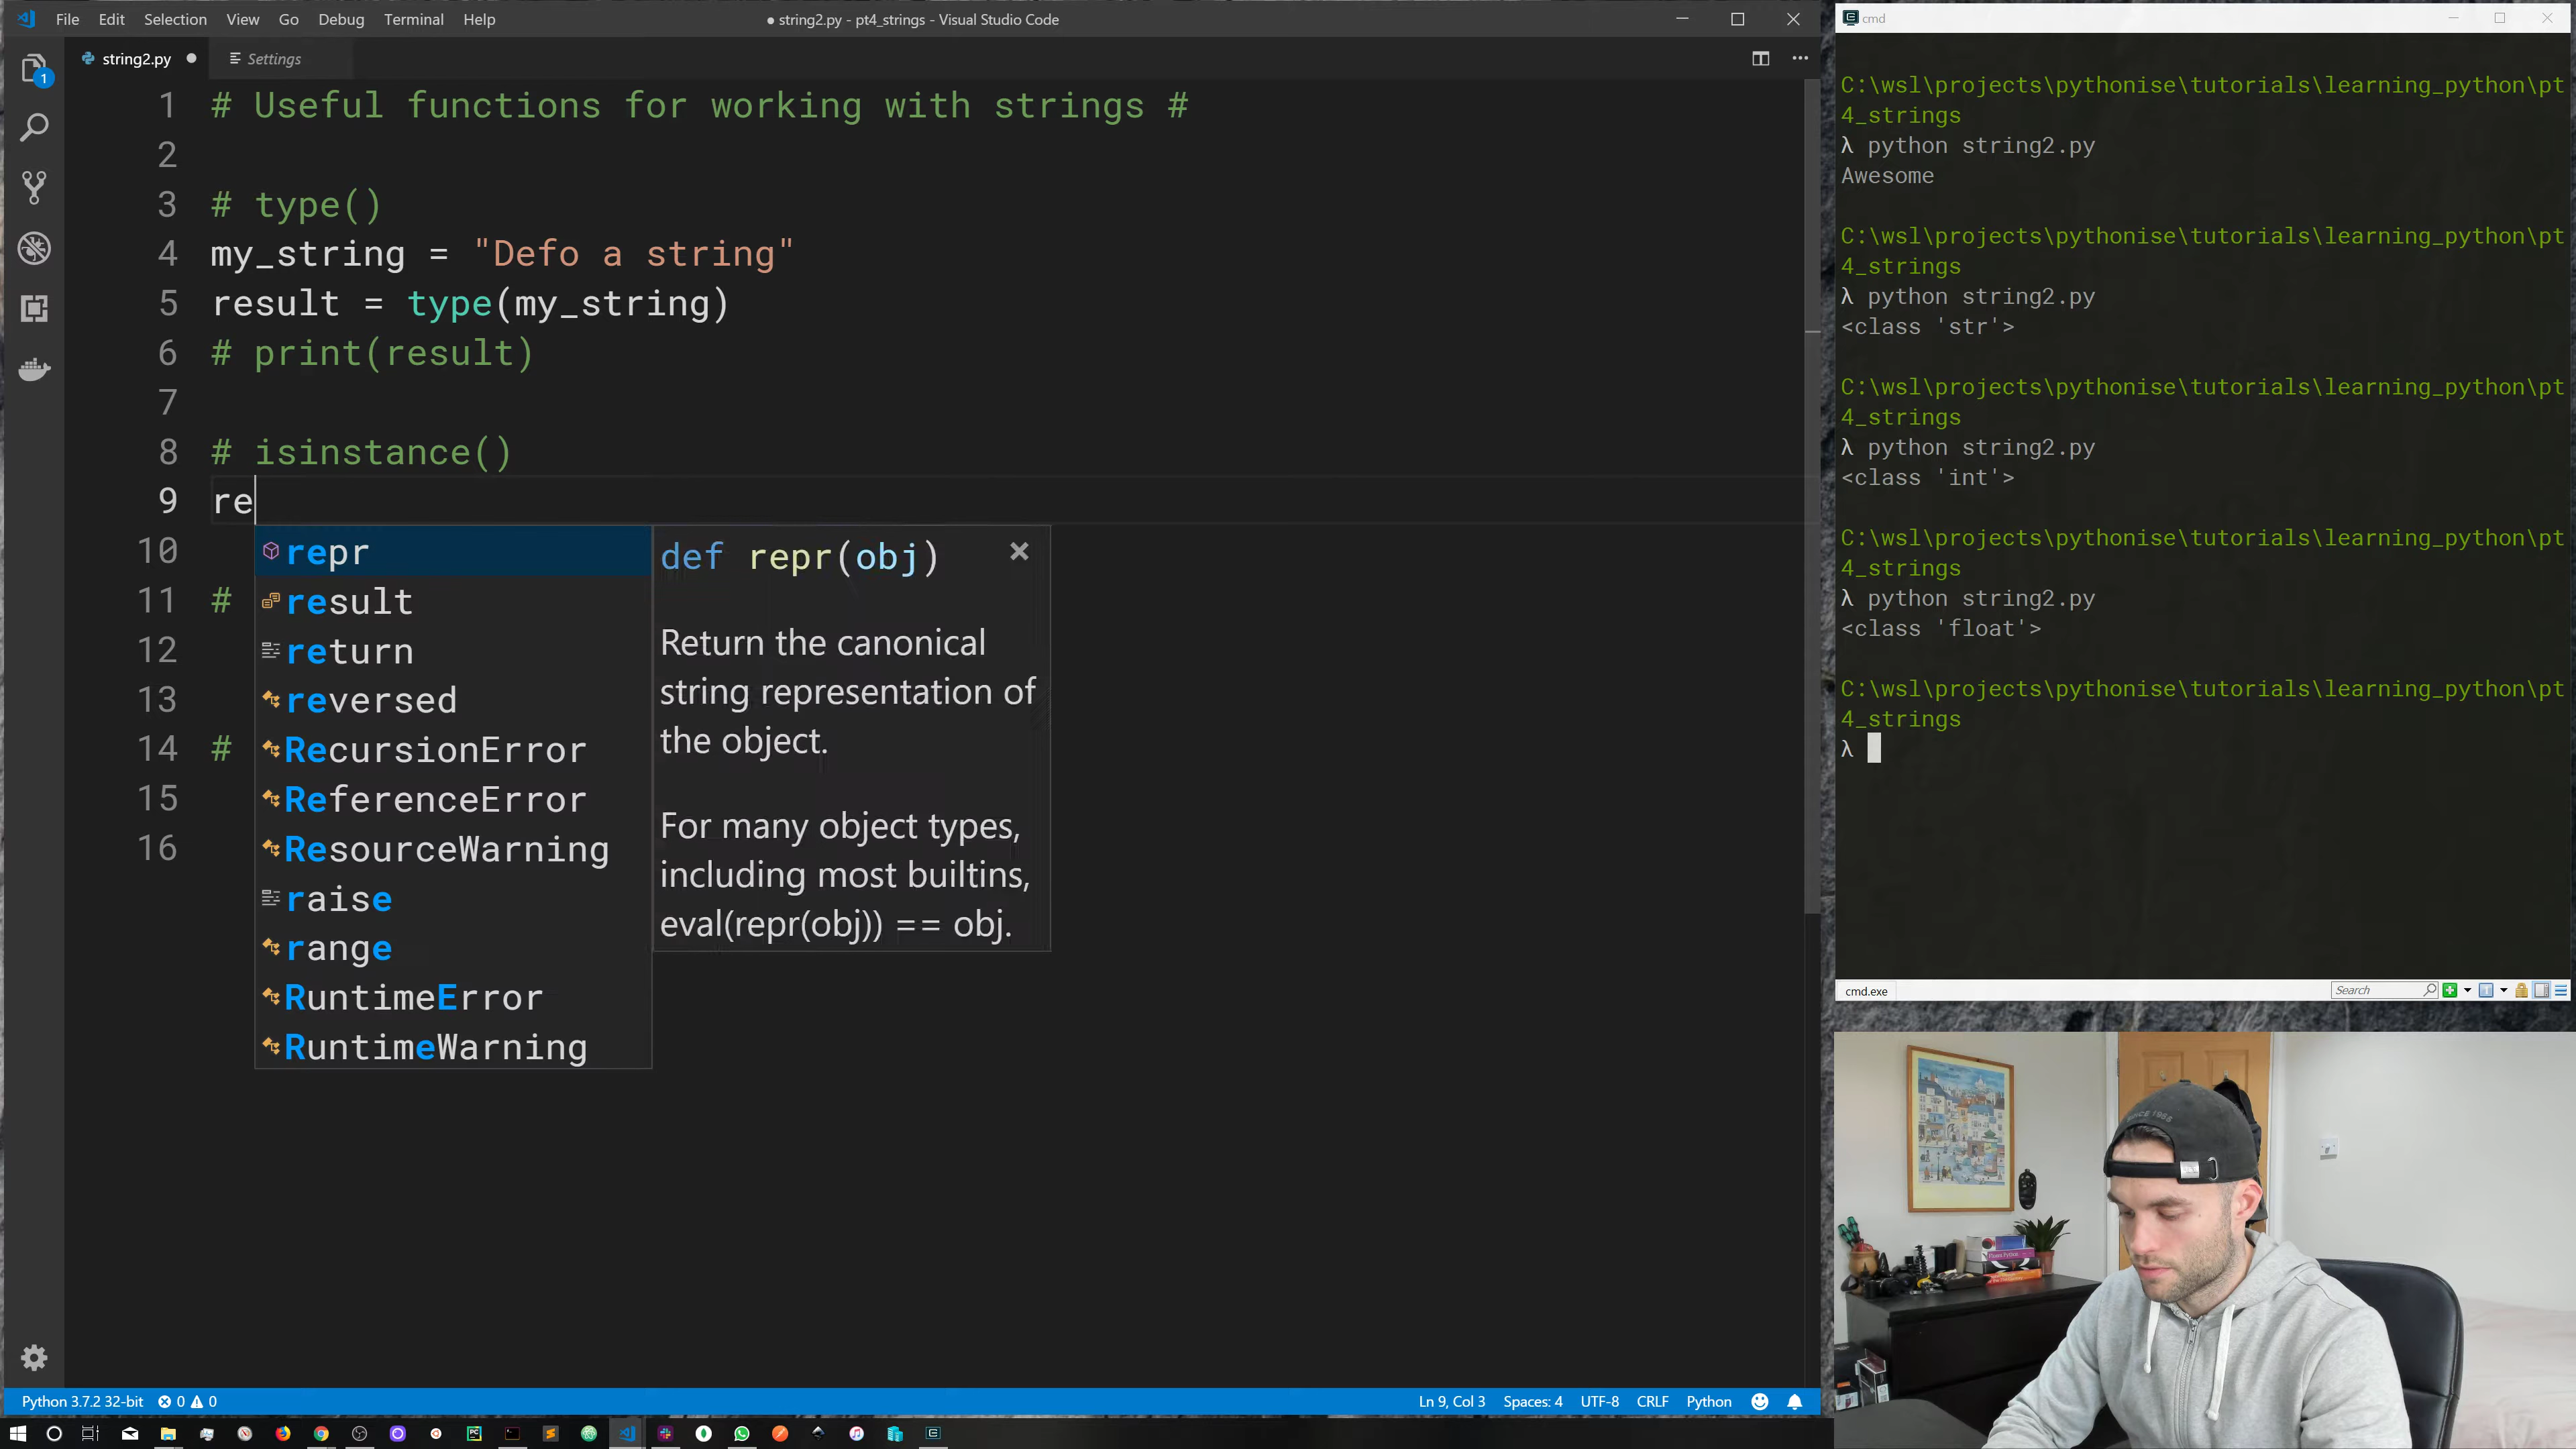 File Edit Selection View Go Debug Terminal Help
● string2.py - pt4_strings - Visual Studio Code
string2.py ● Settings
1 # Useful functions for working with strings #
2
3 # type()
4 my_string = "Defo a string"
5 result = type(my_string)
6 # print(result)
7
8 # isinstance()
9 re
10
11 #
12
13
14 #
15
16
repr
result
return
reversed
RecursionError
ReferenceError
ResourceWarning
raise
range
RuntimeError
RuntimeWarning
def repr(obj)
Return the canonical
string representation of
the object.
For many object types,
including most builtins,
eval(repr(obj)) == obj.
Python 3.7.2 32-bit 0 0
Ln 9, Col 3 Spaces: 4 UTF-8 CRLF Python
cmd
C:\wsl\projects\pythonise\tutorials\learning_python\pt
4_strings
λ python string2.py
Awesome
C:\wsl\projects\pythonise\tutorials\learning_python\pt
4_strings
λ python string2.py
<class 'str'>
C:\wsl\projects\pythonise\tutorials\learning_python\pt
4_strings
λ python string2.py
<class 'int'>
C:\wsl\projects\pythonise\tutorials\learning_python\pt
4_strings
λ python string2.py
<class 'float'>
C:\wsl\projects\pythonise\tutorials\learning_python\pt
4_strings
λ
cmd.exe
Search
SINCE 1986